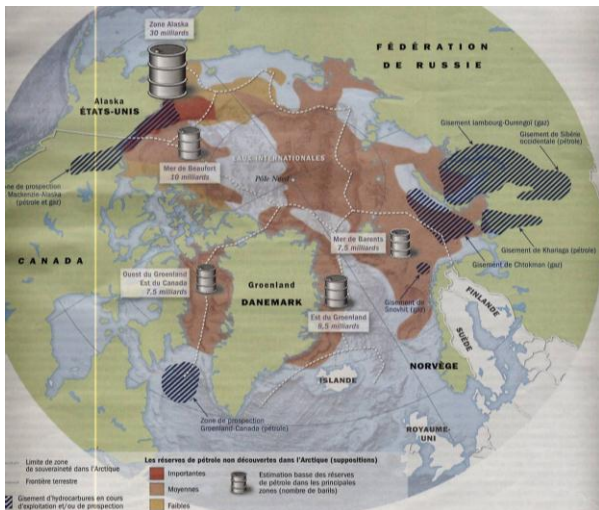 Zone Alaska
30 milliards
FÉDÉRATION
DE RUSSIE
Alaska
ÉTATS-UNIS
Mer de Beaufort
10 milliards
EAUX INTERNATIONALES
Pôle Nord
Gisement Iambourg-Ourengoï (gaz)
Gisement de Sibérie
occidentale (pétrole)
ne de prospection
Mackenzie-Alaska
(pétrole et gaz)
Mer de Barents
7,5 milliards
Gisement de Khariaga (pétrole)
Gisement de Chtokman (gaz)
CANADA
Ouest du Groenland
Est du Canada
7,5 milliards
Groenland
DANEMARK
Est du Groenland
9,5 milliards
Gisement de
Snovhit (gaz)
FINLANDE
SUÈDE
NORVÈGE
ISLANDE
ROYAUME-
UNI
Zone de prospection
Groenland-Canada (pétrole)
Limite de zone
de souveraineté dans l'Arctique
Frontière terrestre
Gisement d'hydrocarbures en cours
d'exploitation et/ou de prospection
Les réserves de pétrole non découvertes dans l'Arctique (suppositions)
Importantes
Moyennes
Faibles
Estimation basse des réserves
de pétrole dans les principales
zones (nombre de barils)